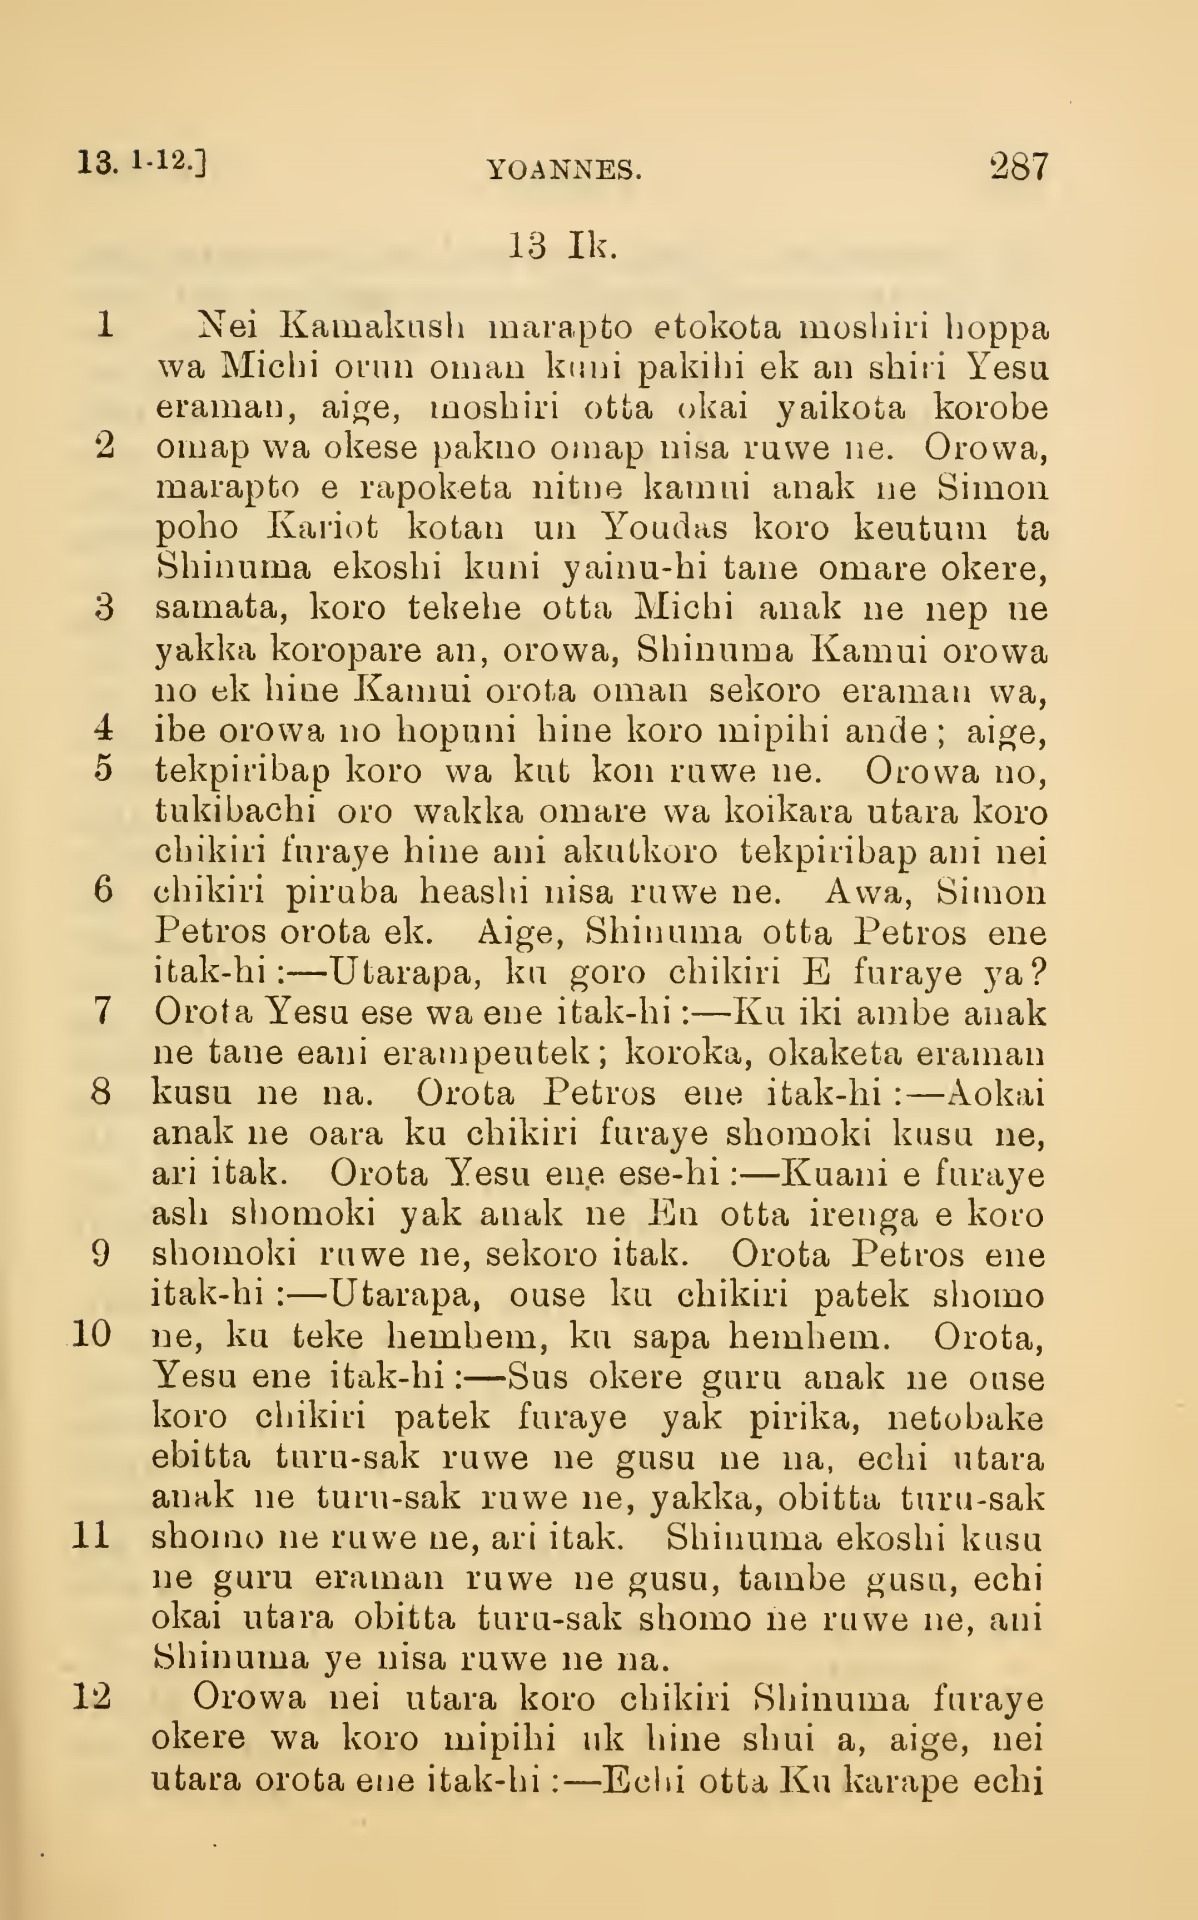 13. 1-12.] YOANNES. 287
13 Ik.
1 Nei Kamakush marapto etokota moshiri hoppa
wa Michi orun oman kuni pakihi ek an shiri Yesu
eraman, aige, moshiri otta okai yaikota korobe
2 omap wa okese pakno omap nisa ruwe ne. Orowa,
marapto e rapoketa nitne kamui anak ne Simon
poho Kariot kotan un Youdas koro keutum ta
Shinuma ekoshi kuni yainu-hi tane omare okere,
3 samata, koro tekehe otta Michi anak ne nep ne
yakka koropare an, orowa, Shinuma Kamui orowa
no ek hine Kamui orota oman sekoro eraman wa,
4 ibe orowa no hopuni hine koro mipihi ande; aige,
5 tekpiribap koro wa kut kon ruwe ne. Orowa no,
tukibachi oro wakka omare wa koikara utara koro
chikiri furaye hine ani akutkoro tekpiribap ani nei
6 chikiri piruba heashi nisa ruwe ne. Awa, Simon
Petros orota ek. Aige, Shinuma otta Petros ene
itak-hi:—Utarapa, ku goro chikiri E furaye ya?
7 Orota Yesu ese wa ene itak-hi:—Ku iki ambe anak
ne tane eani erampeutek; koroka, okaketa eraman
8 kusu ne na. Orota Petros ene itak-hi:—Aokai
anak ne oara ku chikiri furaye shomoki kusu ne,
ari itak. Orota Yesu ene ese-hi:—Kuani e furaye
ash shomoki yak anak ne En otta irenga e koro
9 shomoki ruwe ne, sekoro itak. Orota Petros ene
itak-hi:—Utarapa, ouse ku chikiri patek shomo
10 ne, ku teke hemhem, ku sapa hemhem. Orota,
Yesu ene itak-hi:—Sus okere guru anak ne ouse
koro chikiri patek furaye yak pirika, netobake
ebitta turu-sak ruwe ne gusu ne na, echi utara
anak ne turu-sak ruwe ne, yakka, obitta turu-sak
11 shomo ne ruwe ne, ari itak. Shinuma ekoshi kusu
ne guru eraman ruwe ne gusu, tambe gusu, echi
okai utara obitta turu-sak shomo ne ruwe ne, ani
Shinuma ye nisa ruwe ne na.
12 Orowa nei utara koro chikiri Shinuma furaye
okere wa koro mipihi uk hine shui a, aige, nei
utara orota ene itak-hi:—Echi otta Ku karape echi